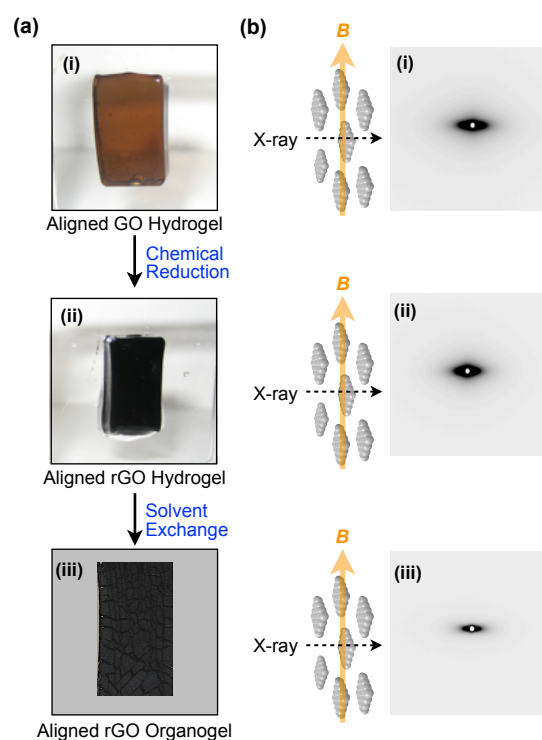 (a)
(i)
Aligned GO Hydrogel
Chemical
Reduction
(ii)
Aligned rGO Hydrogel
Solvent
Exchange
(iii)
Aligned rGO Organogel
(b)
B
X-ray
(i)
B
X-ray
(ii)
B
X-ray
(iii)